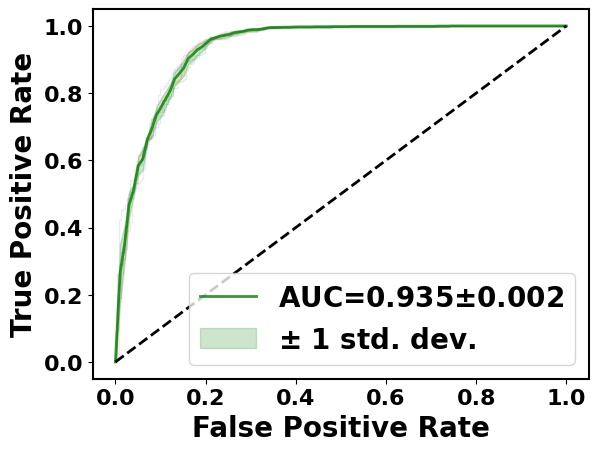 1.0
0.8
0.6
0.4
0.2
0.0
True Positive Rate
AUC=0.935±0.002
± 1 std. dev.
0.0 0.2 0.4 0.6 0.8 1.0
False Positive Rate